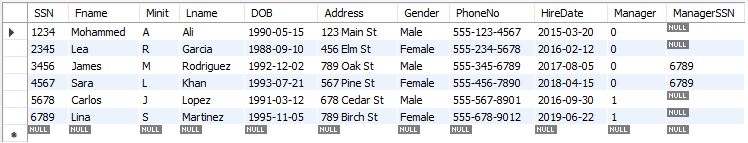 SSN Fname Minit Lname DOB Address Gender PhoneNo HireDate Manager ManagerSSN
1234 Mohammed A Ali 1990-05-15 123 Main St Male 555-123-4567 2015-03-20 0 NULL
2345 Lea R Garcia 1988-09-10 456 Elm St Female 555-234-5678 2016-02-12 0 NULL
3456 James M Rodriguez 1992-12-02 789 Oak St Male 555-345-6789 2017-08-05 0 6789
4567 Sara L Khan 1993-07-21 567 Pine St Female 555-456-7890 2018-04-15 0 6789
5678 Carlos J Lopez 1991-03-12 678 Cedar St Male 555-567-8901 2016-09-30 1 NULL
6789 Lina S Martinez 1995-11-05 789 Birch St Female 555-678-9012 2019-06-22 1 NULL
NULL NULL NULL NULL NULL NULL NULL NULL NULL NULL NULL